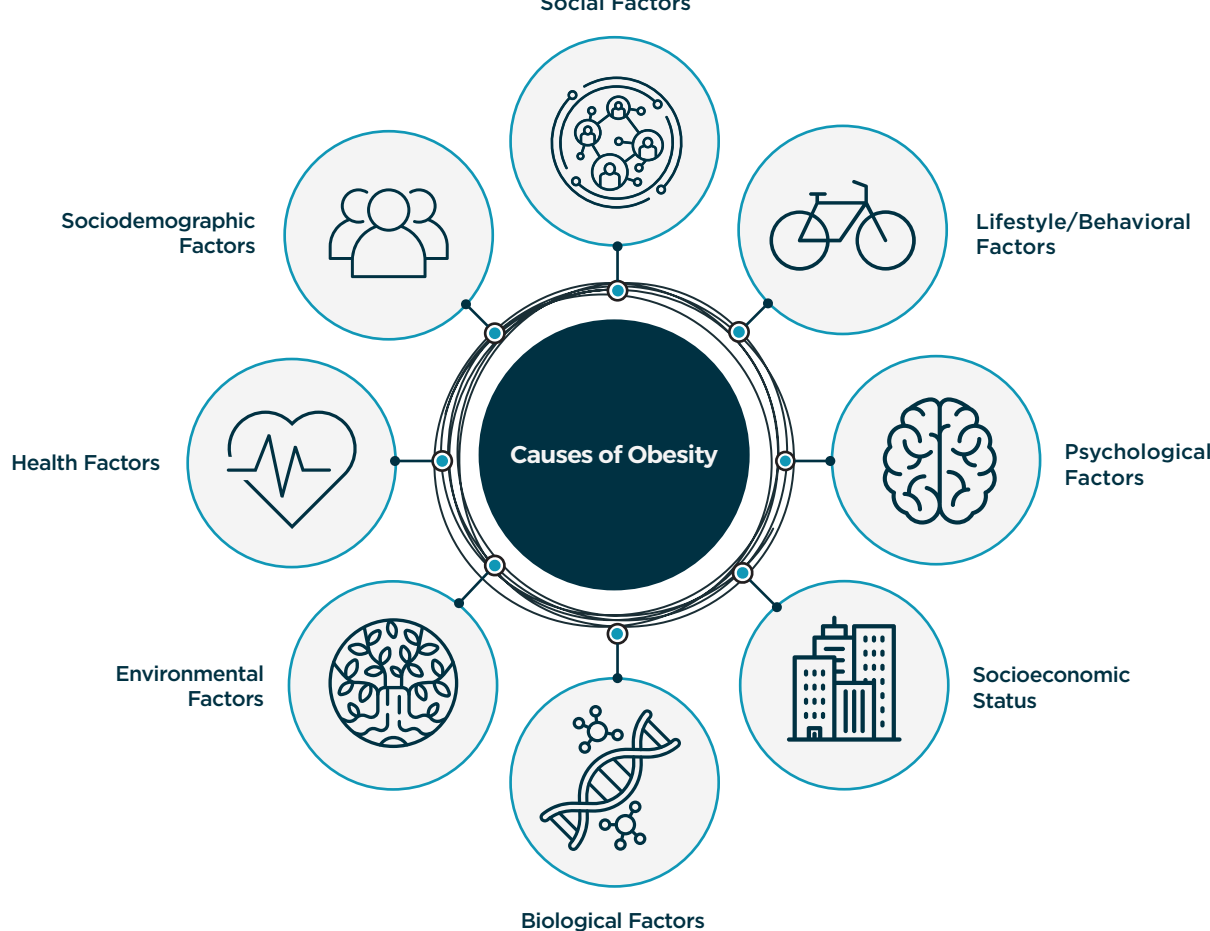 Social Factors
Sociodemographic
Factors
Lifestyle/Behavioral
Factors
Health Factors
Causes of Obesity
Psychological
Factors
Environmental
Factors
Socioeconomic
Status
Biological Factors